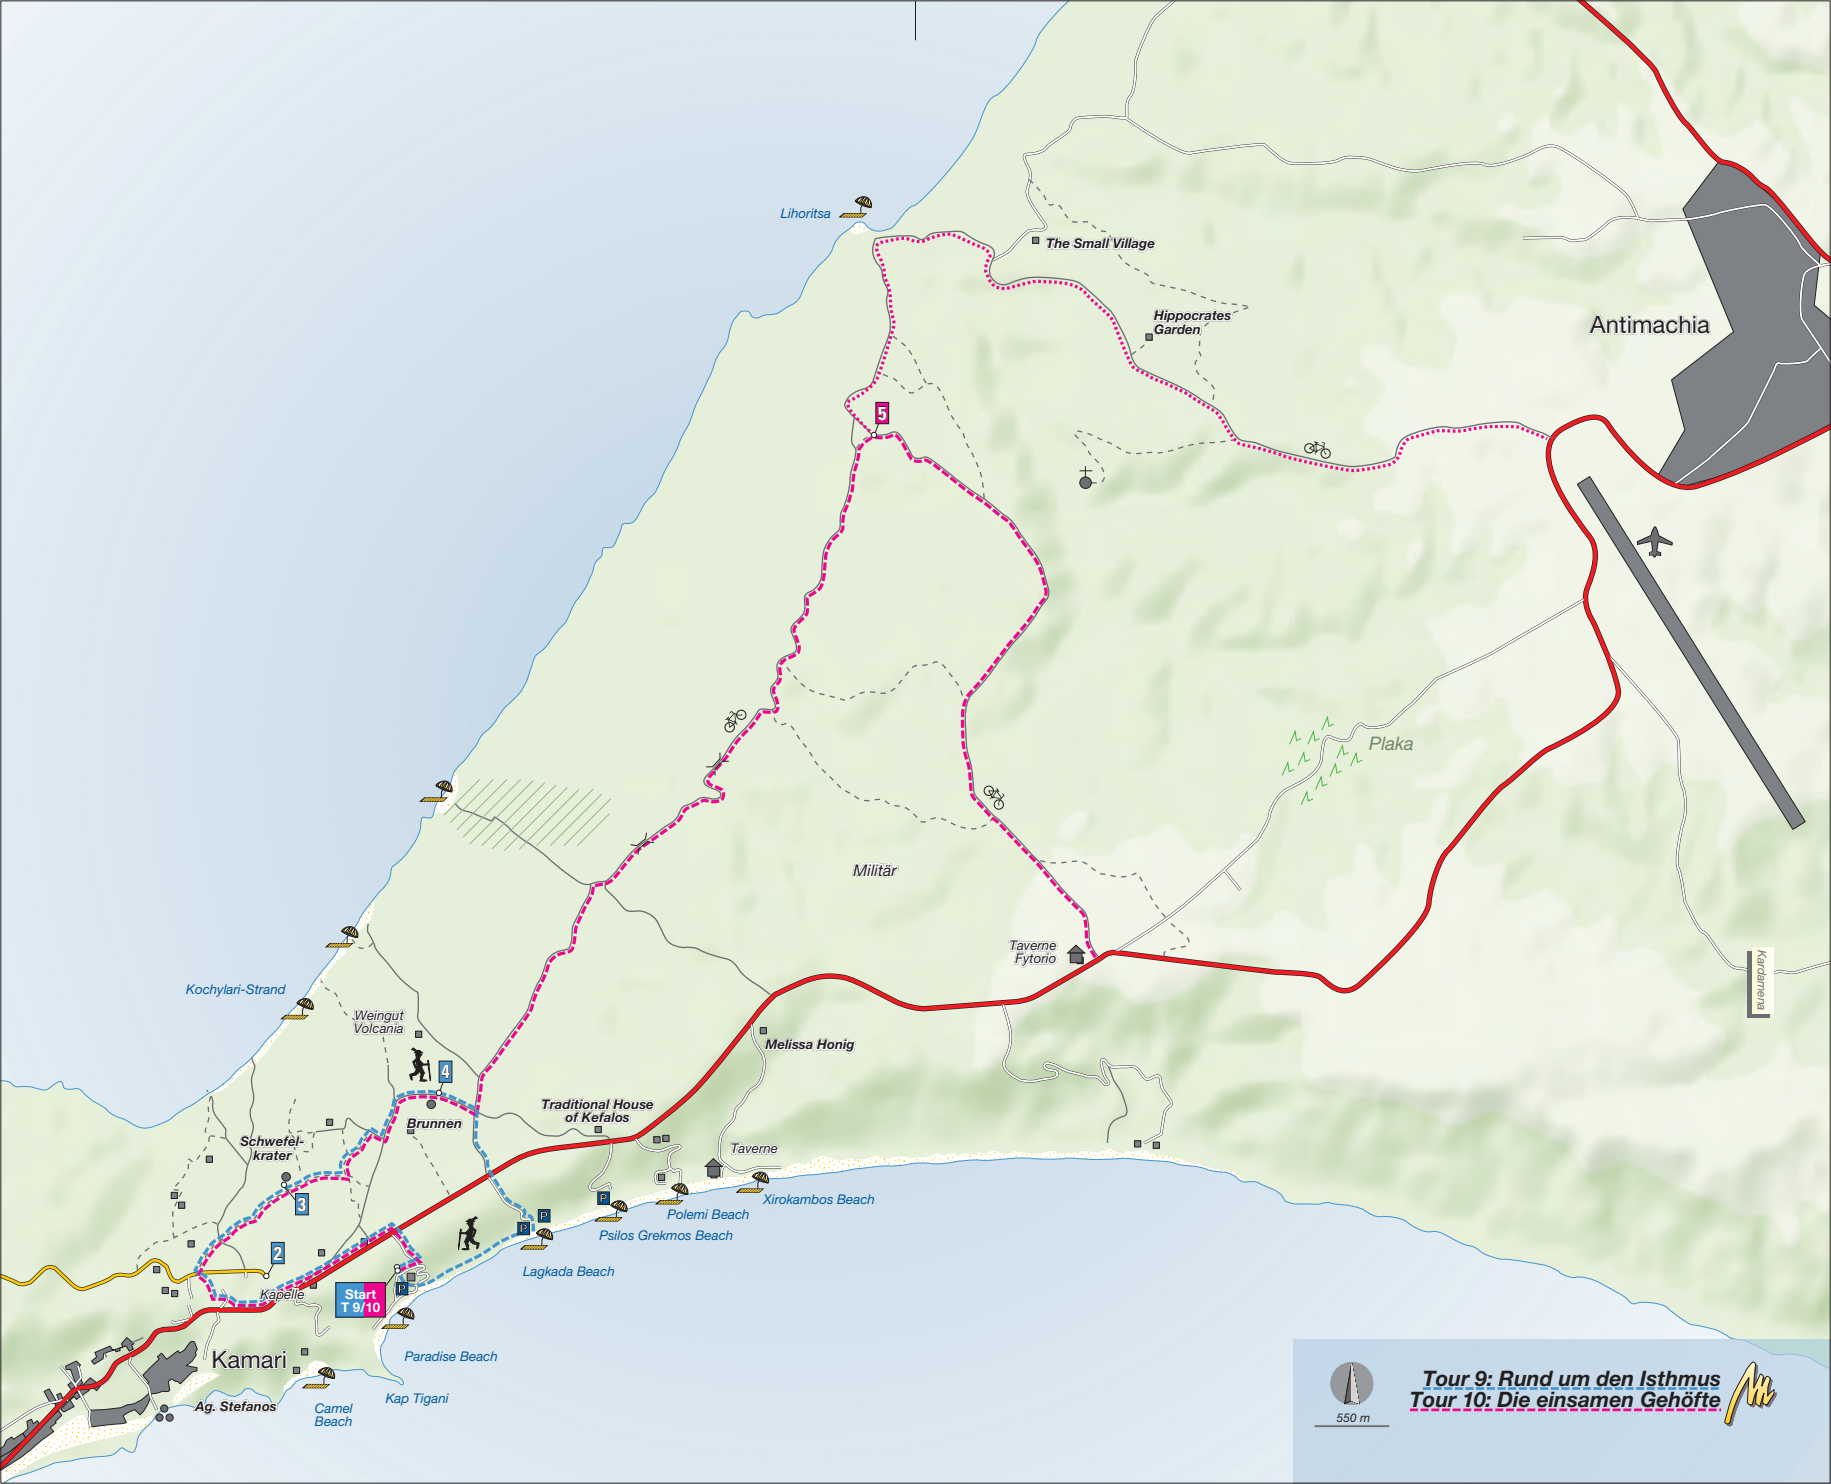 Lihoritsa
The Small Village
Hippocrates
Garden
Antimachia
5
Plaka
Militär
Taverne
Fytorio
Kardamena
Kochylari-Strand
Weingut
Volcania
4
Melissa Honig
Brunnen
Traditional House
of Kefalos
Schwefel-
krater
Taverne
3
P
Xirokambos Beach
P
P
Polemi Beach
Psilos Grekmos Beach
2
Lagkada Beach
Kapelle
P
Start
T 9/10
Kamari
Paradise Beach
Kap Tigani
Ag. Stefanos
Camel
Beach
550 m
Tour 9: Rund um den Isthmus
Tour 10: Die einsamen Gehöfte